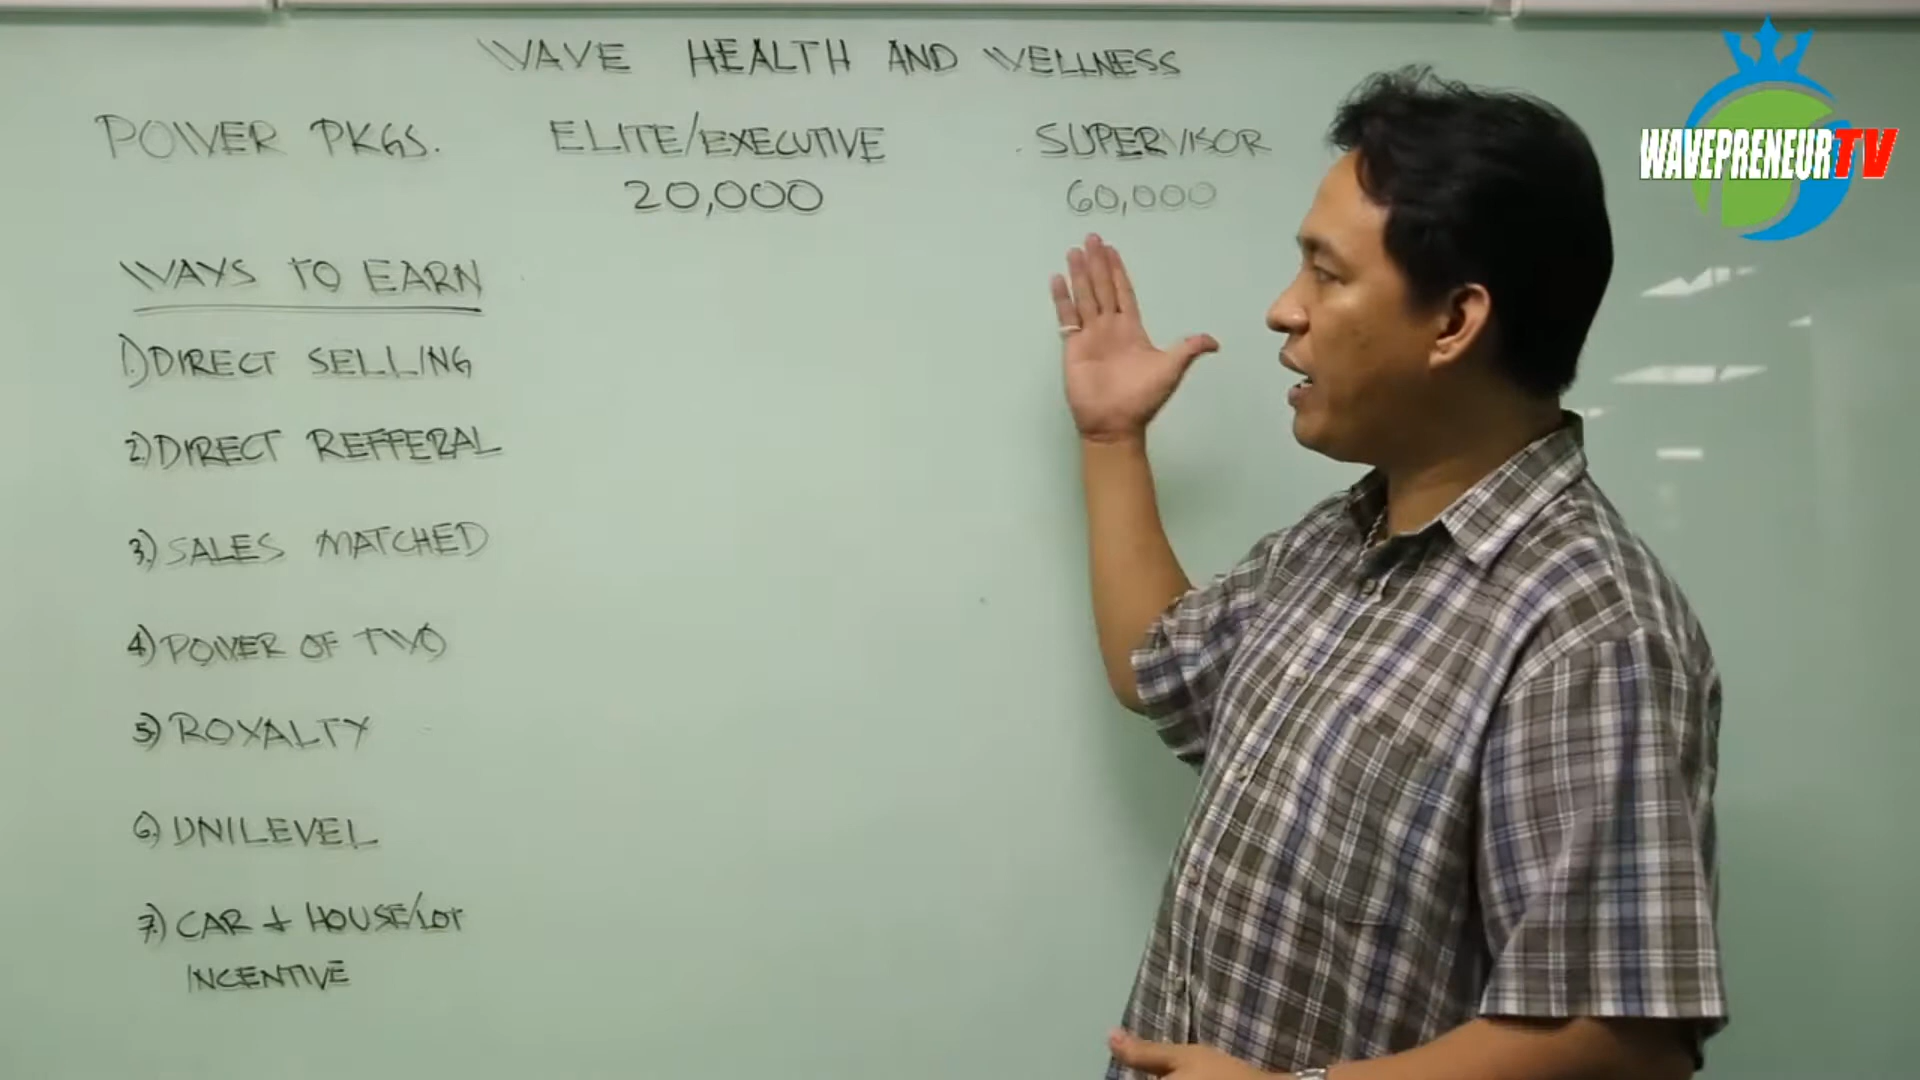 WAVE HEALTH AND WELLNESS
POWER PKGS. ELITE/EXECUTIVE SUPERVISOR
20,000 60,000
WAYS TO EARN
1.) DIRECT SELLING
2.) DIRECT REFFERAL
3.) SALES MATCHED
4.) POWER OF TWO
5.) ROYALTY
6.) UNILEVEL
7.) CAR & HOUSE/LOT
INCENTIVE
WAVEPRENEURTV